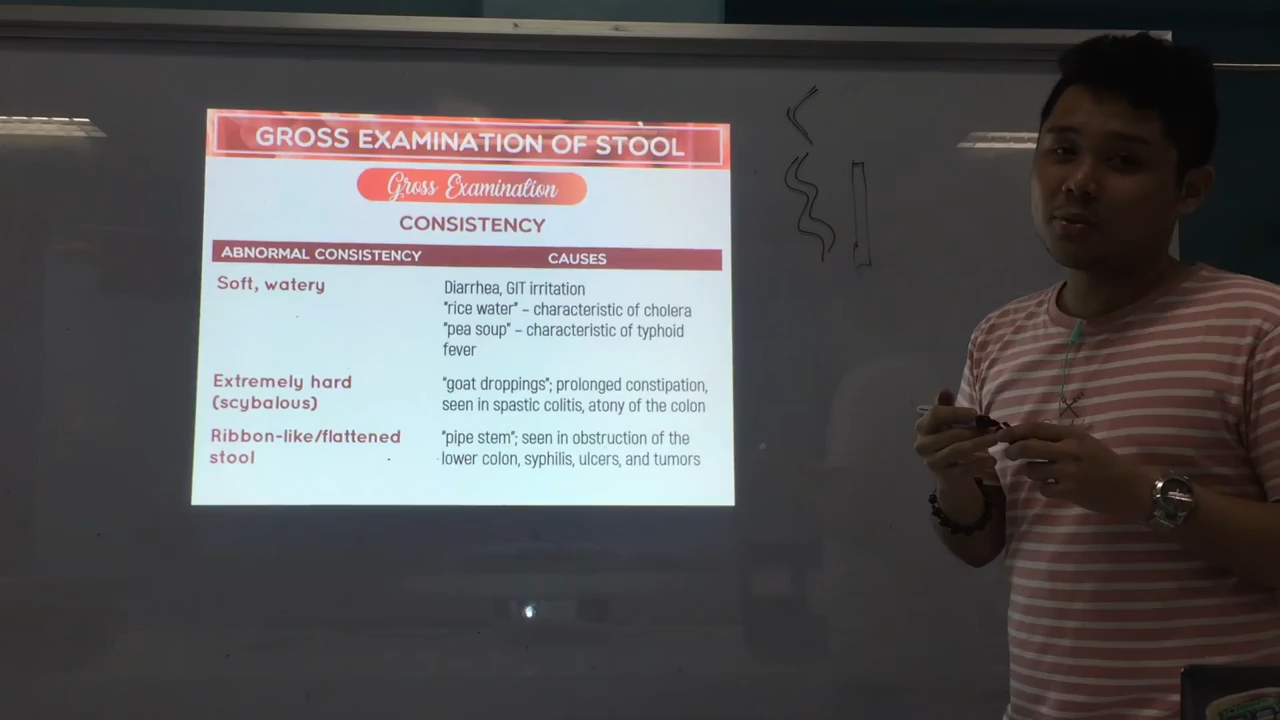 GROSS EXAMINATION OF STOOL
Gross Examination
CONSISTENCY
ABNORMAL CONSISTENCY CAUSES
Soft, watery Diarrhea, GIT irritation
"rice water" – characteristic of cholera
"pea soup" – characteristic of typhoid
fever
Extremely hard "goat droppings"; prolonged constipation,
(scybalous) seen in spastic colitis, atony of the colon
Ribbon-like/flattened "pipe stem"; seen in obstruction of the
stool lower colon, syphilis, ulcers, and tumors